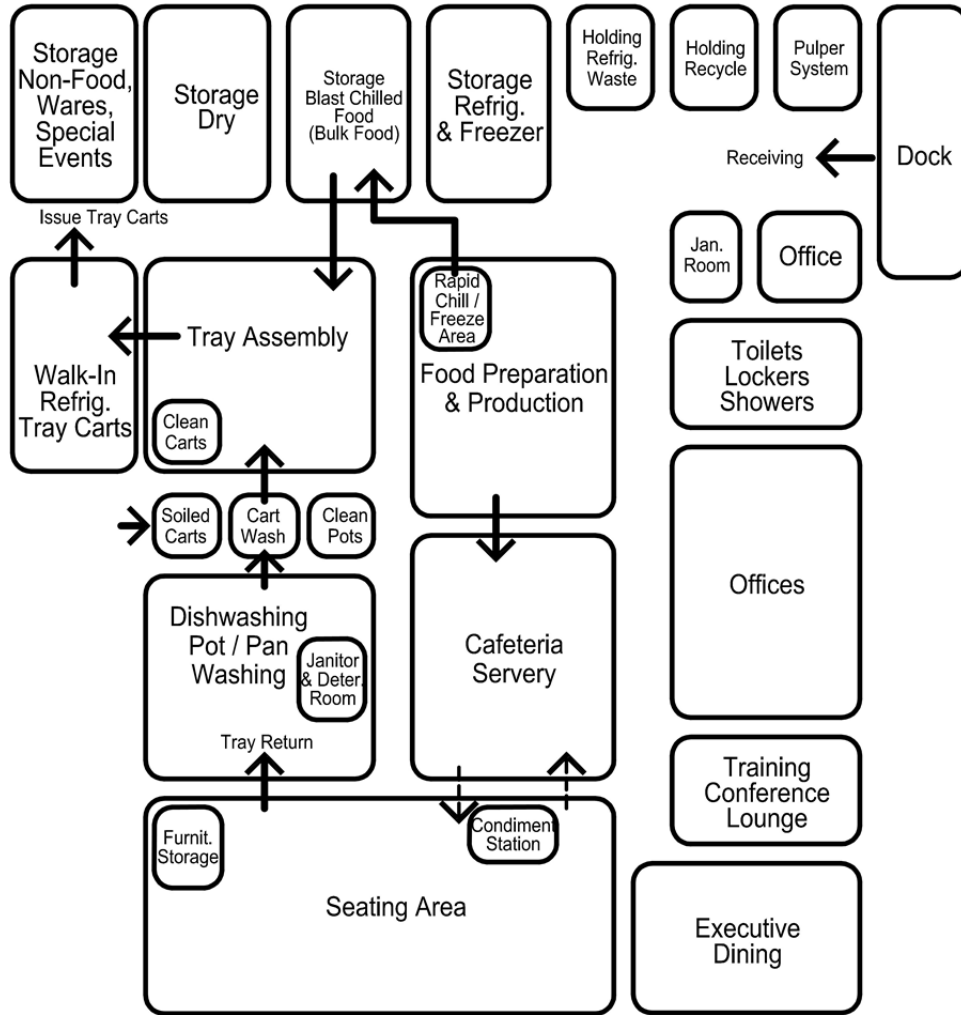 Storage
Non-Food,
Wares,
Special
Events
Storage
Dry
Storage
Blast Chilled
Food
(Bulk Food)
Storage
Refrig.
& Freezer
Holding
Refrig.
Waste
Holding
Recycle
Pulper
System
Dock
Receiving
Issue Tray Carts
Jan.
Room
Office
Walk-In
Refrig.
Tray Carts
Tray Assembly
Clean
Carts
Rapid
Chill /
Freeze
Area
Food Preparation
& Production
Toilets
Lockers
Showers
Soiled
Carts
Cart
Wash
Clean
Pots
Offices
Dishwashing
Pot / Pan
Washing
Janitor
& Deter.
Room
Tray Return
Cafeteria
Servery
Training
Conference
Lounge
Furnit.
Storage
Condiment
Station
Seating Area
Executive
Dining